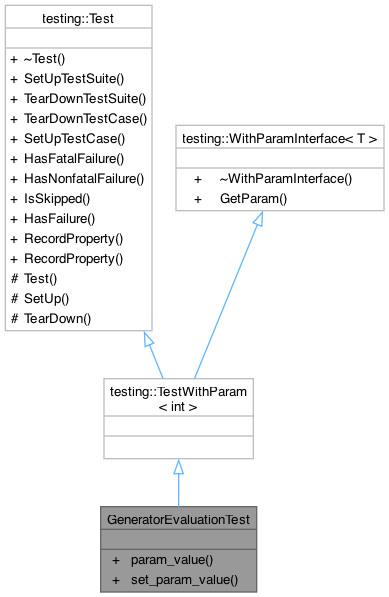 testing::Test
+ ~Test()
+ SetUpTestSuite()
+ TearDownTestSuite()
+ TearDownTestCase()
+ SetUpTestCase()
+ HasFatalFailure()
+ HasNonfatalFailure()
+ IsSkipped()
+ HasFailure()
+ RecordProperty()
+ RecordProperty()
# Test()
# SetUp()
# TearDown()
testing::WithParamInterface< T >
+ ~WithParamInterface()
+ GetParam()
testing::TestWithParam
< int >
GeneratorEvaluationTest
+ param_value()
+ set_param_value()